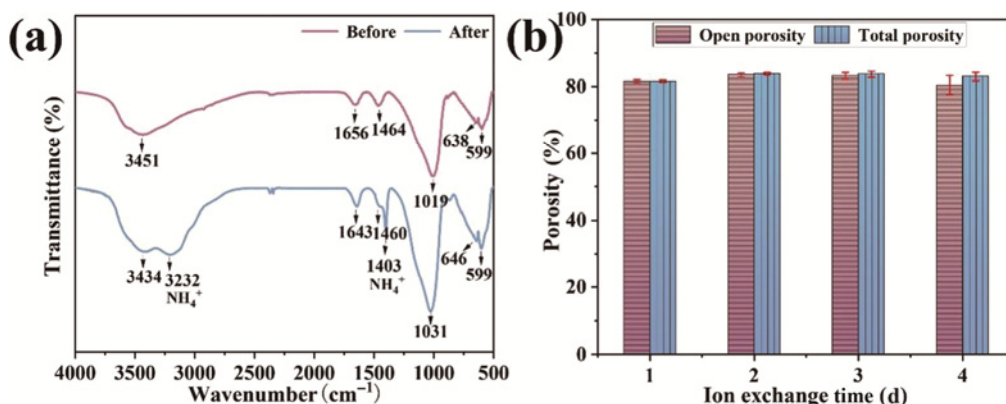 (a)
Before
After
Transmittance (%)
3451
1656
1464
1019
638
599
3434
3232
NH₄⁺
1643
1460
1403
NH₄⁺
1031
646
599
4000
3500
3000
2500
2000
1500
1000
500
Wavenumber (cm⁻¹)
(b)
Open porosity
Total porosity
Porosity (%)
100
80
60
40
20
0
1
2
3
4
Ion exchange time (d)